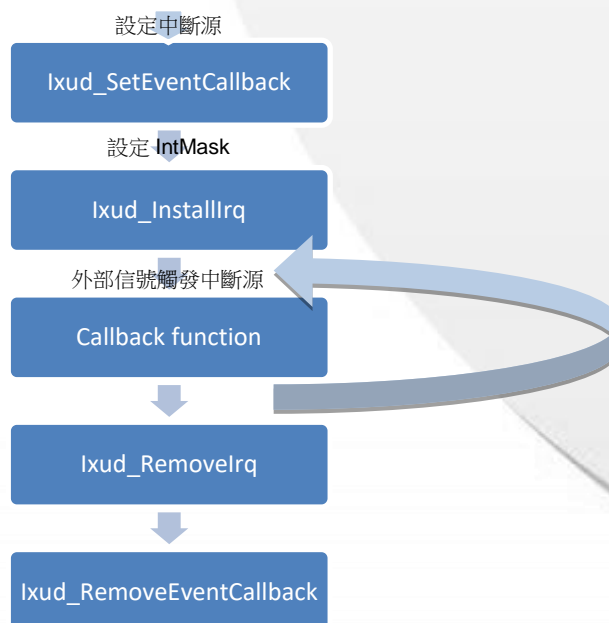 設定中斷源
Ixud_SetEventCallback
設定 IntMask
Ixud_InstallIrq
外部信號觸發中斷源
Callback function
Ixud_RemoveIrq
Ixud_RemoveEventCallback